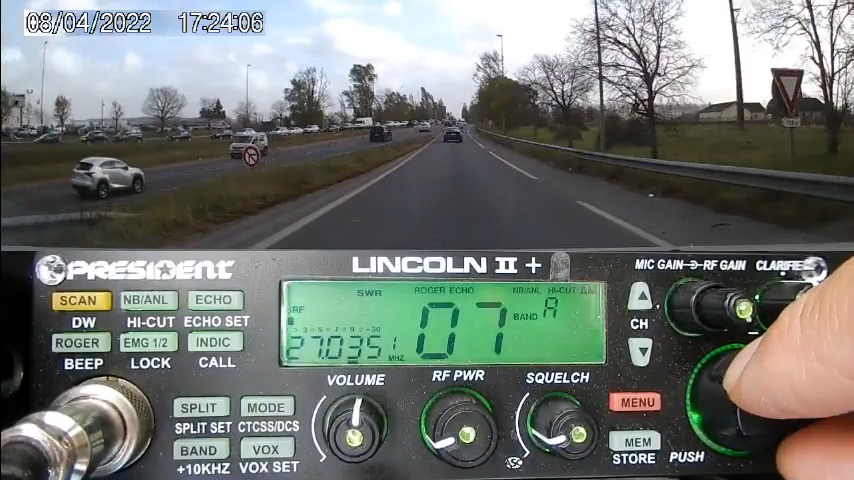 08/04/2022 17:24:06
PRESIDENT
LINCOLN II +
MIC GAIN RF GAIN CLARIFIER
SCAN NB/ANL ECHO
DW HI-CUT ECHO SET
ROGER EMG 1/2 INDIC
BEEP LOCK CALL
SWR ROGER ECHO NB/ANL HI-CUT AM
SRF
07 BAND A
27.0351 MHZ
CH
VOLUME RF PWR SQUELCH
SPLIT MODE
SPLIT SET CTCSS/DCS
BAND VOX
+10KHZ VOX SET
ASC
MENU
MEM
STORE PUSH